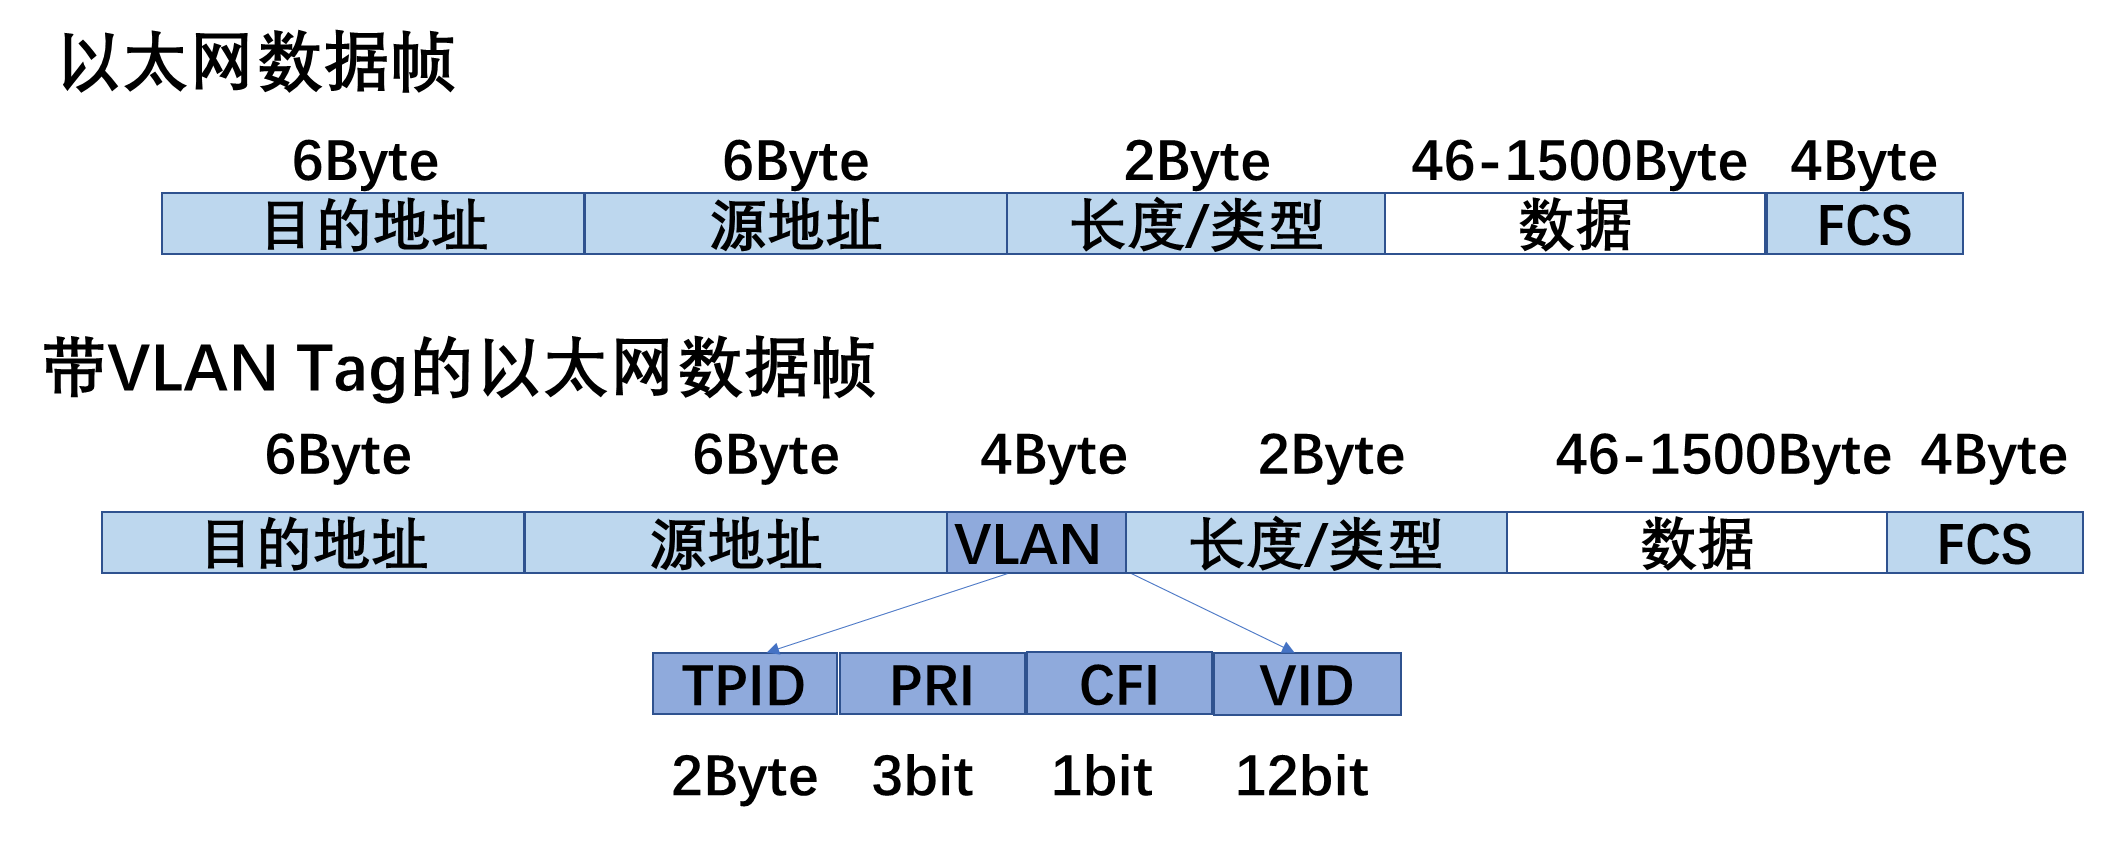 以太网数据帧
6Byte 6Byte 2Byte 46-1500Byte 4Byte
目的地址 源地址 长度/类型 数据 FCS
带VLAN Tag的以太网数据帧
6Byte 6Byte 4Byte 2Byte 46-1500Byte 4Byte
目的地址 源地址 VLAN 长度/类型 数据 FCS
TPID PRI CFI VID
2Byte 3bit 1bit 12bit